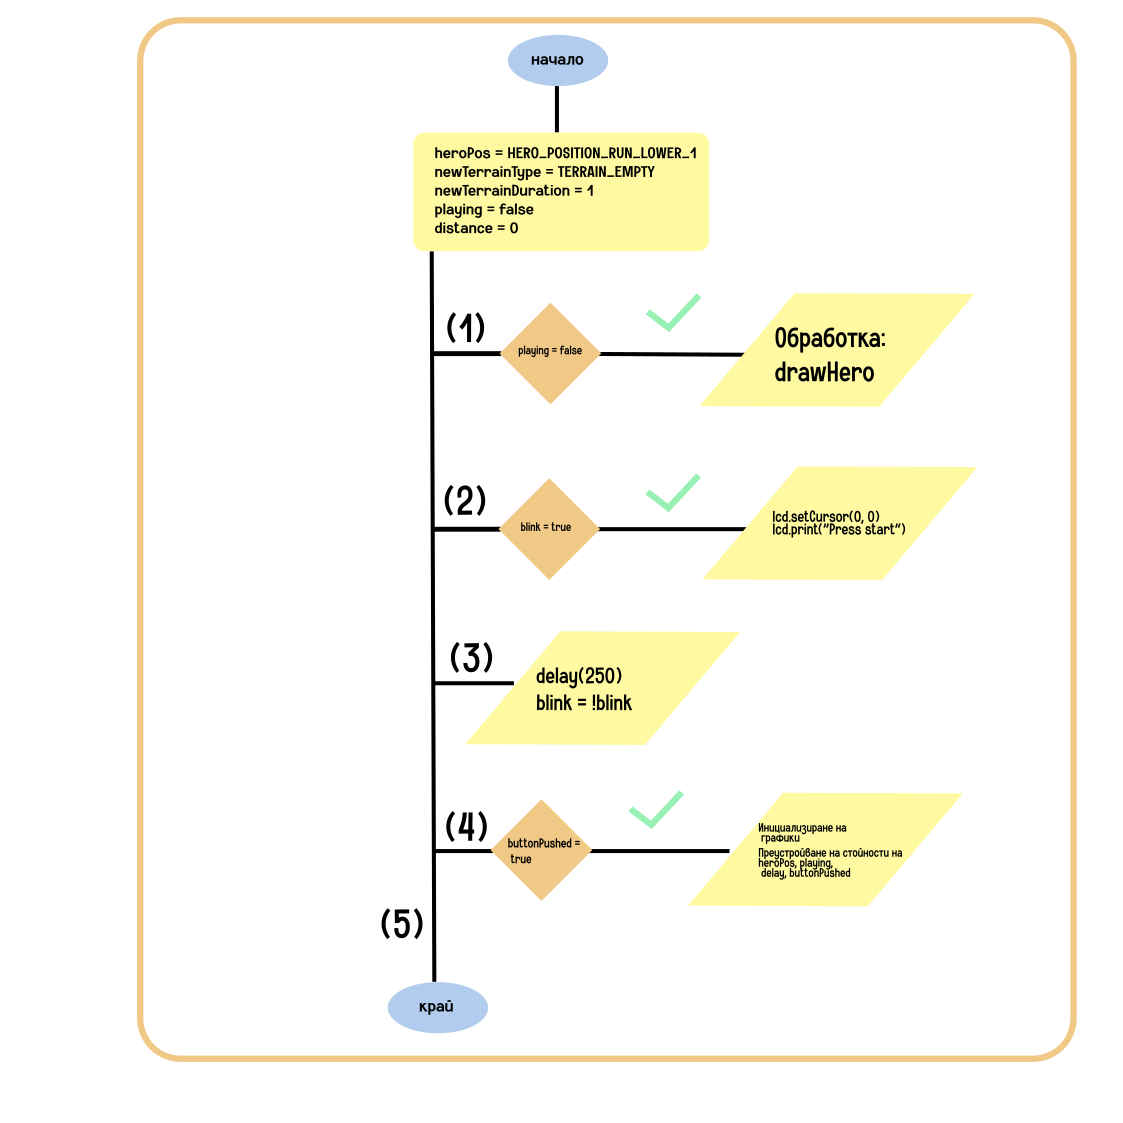 начало
heroPos = HERO_POSITION_RUN_LOWER_1
newTerrainType = TERRAIN_EMPTY
newTerrainDuration = 1
playing = false
distance = 0
(1)
playing = false
Обработка:
drawHero
(2)
blink = true
lcd.setCursor(0, 0)
lcd.print("Press start")
(3)
delay(250)
blink = !blink
(4)
buttonPushed =
true
Инициализиране на
графики
Преустройване на стойности на
heroPos, playing,
delay, buttonPushed
(5)
край